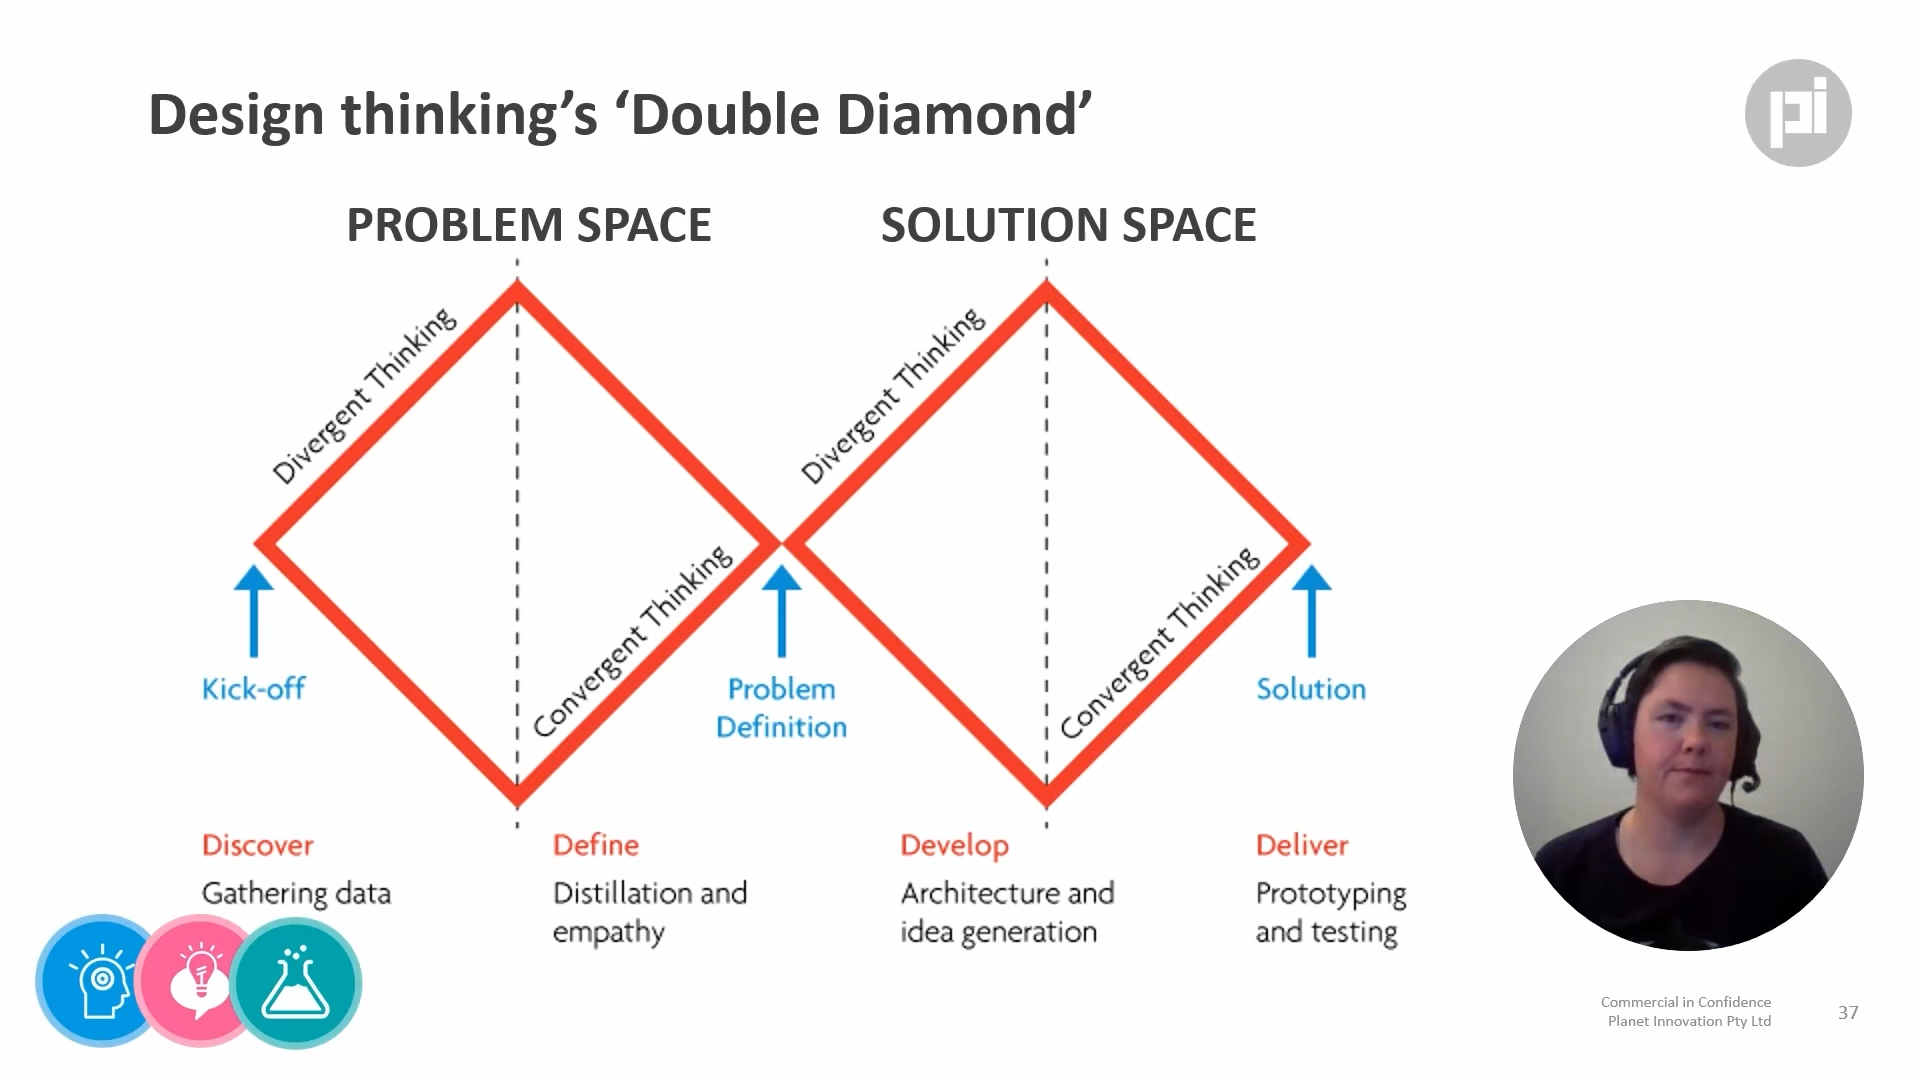 Design thinking’s ‘Double Diamond’
pi
PROBLEM SPACE
SOLUTION SPACE
Divergent Thinking
Convergent Thinking
Divergent Thinking
Convergent Thinking
Kick-off
Problem
Definition
Solution
Discover
Gathering data
Define
Distillation and
empathy
Develop
Architecture and
idea generation
Deliver
Prototyping
and testing
Commercial in Confidence
Planet Innovation Pty Ltd
37